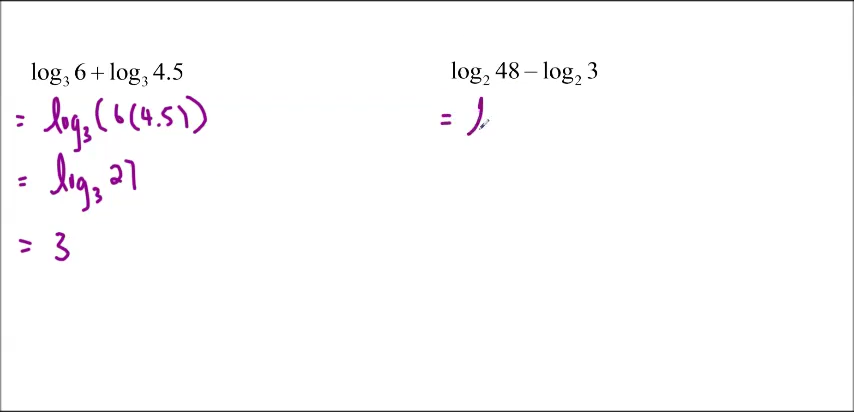 log₃ 6 + log₃ 4.5
= log₃(6(4.5))
= log₃ 27
= 3
log₂ 48 – log₂ 3
= l